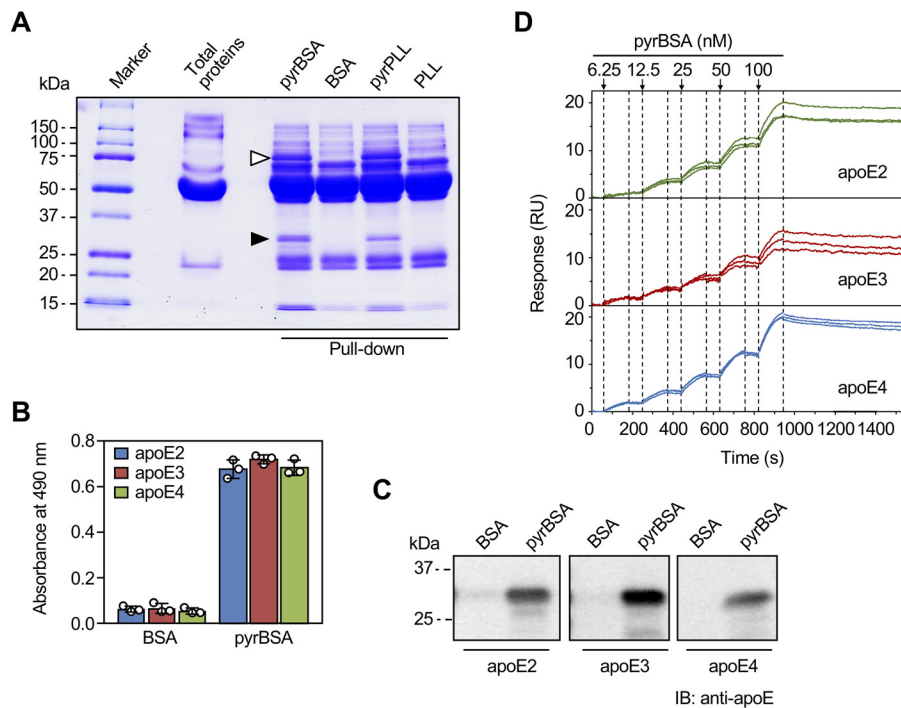 A
kDa
Marker
Total
proteins
pyrBSA
BSA
pyrPLL
PLL
150 -
100 -
75 -
50 -
37 -
25 -
20 -
15 -
Pull-down
B
Absorbance at 490 nm
0.8
0.6
0.4
0.2
0.0
apoE2
apoE3
apoE4
BSA
pyrBSA
D
pyrBSA (nM)
6.25 12.5 25 50 100
Response (RU)
20
10
0
apoE2
20
10
0
apoE3
20
10
0
apoE4
0 200 400 600 800 1000 1400
Time (s)
C
kDa
BSA pyrBSA BSA pyrBSA BSA pyrBSA
37 -
25 -
apoE2 apoE3 apoE4
IB: anti-apoE